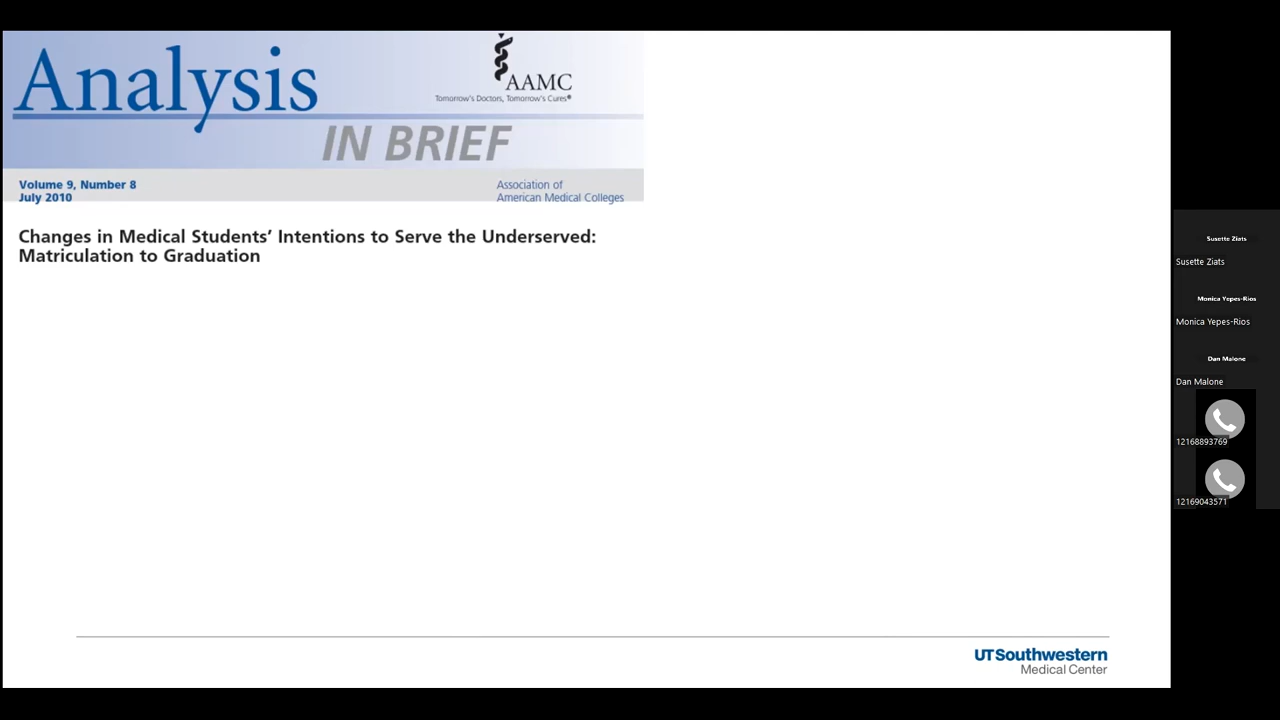 Analysis
IN BRIEF
AAMC
Tomorrow's Doctors, Tomorrow's Cures®
Volume 9, Number 8
July 2010
Association of
American Medical Colleges
Changes in Medical Students' Intentions to Serve the Underserved:
Matriculation to Graduation
UT Southwestern
Medical Center
Susette Ziats
Susette Ziats
Monica Yepes-Rios
Monica Yepes-Rios
Dan Malone
Dan Malone
12168893769
12169043571